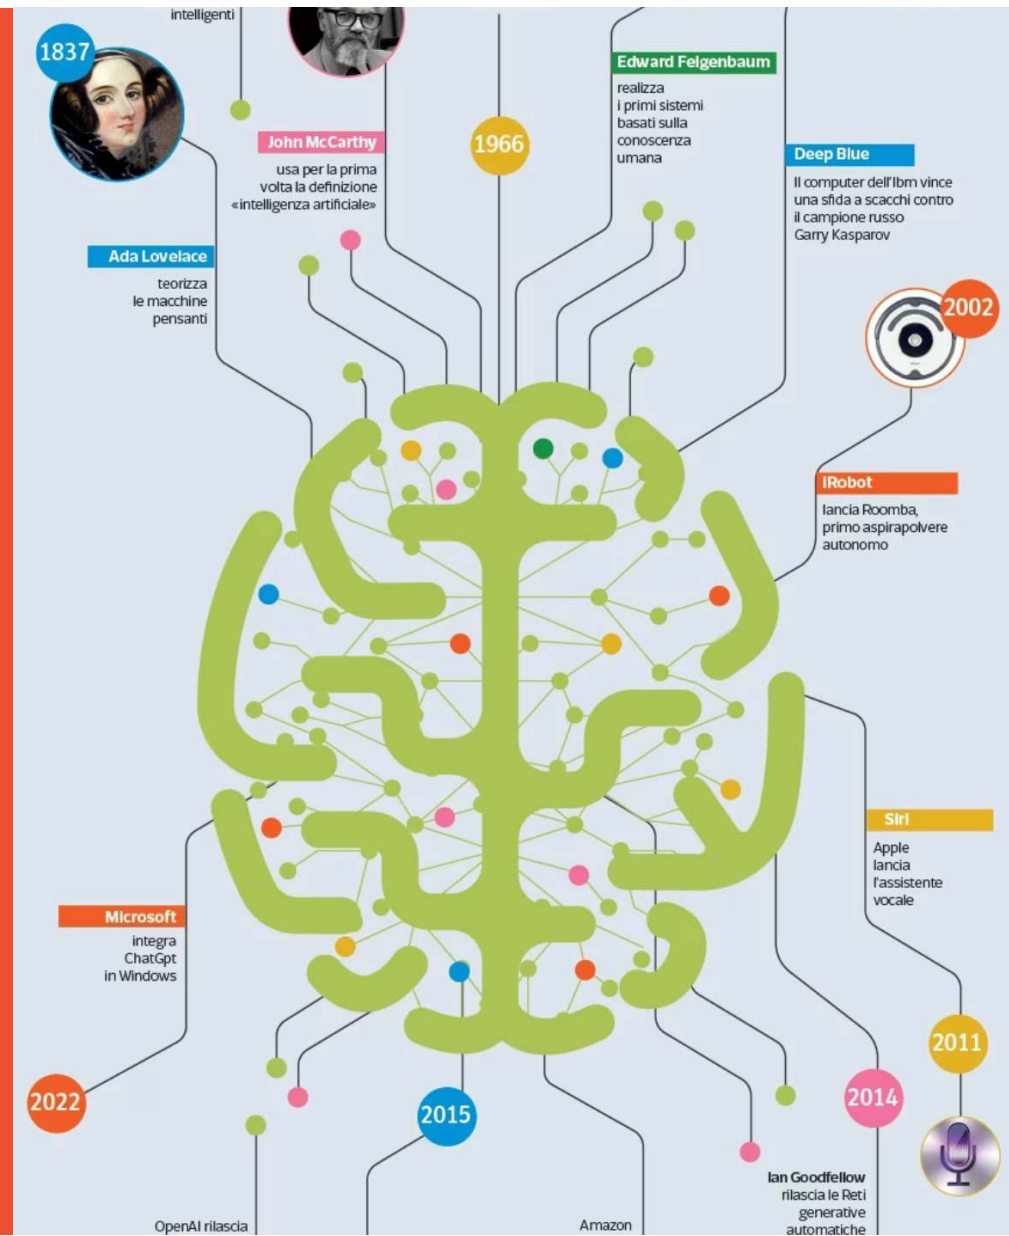 intelligenti
1837
Edward Feigenbaum
realizza
i primi sistemi
basati sulla
conoscenza
umana
John McCarthy
usa per la prima
volta la definizione
«intelligenza artificiale»
1966
Deep Blue
Il computer dell'Ibm vince
una sfida a scacchi contro
il campione russo
Garry Kasparov
Ada Lovelace
teorizza
le macchine
pensanti
2002
IRobot
lancia Roomba,
primo aspirapolvere
autonomo
Siri
Apple
lancia
l'assistente
vocale
Microsoft
integra
ChatGpt
in Windows
2011
2022
2014
2015
Ian Goodfellow
rilascia le Reti
generative
automatiche
OpenAI rilascia
Amazon